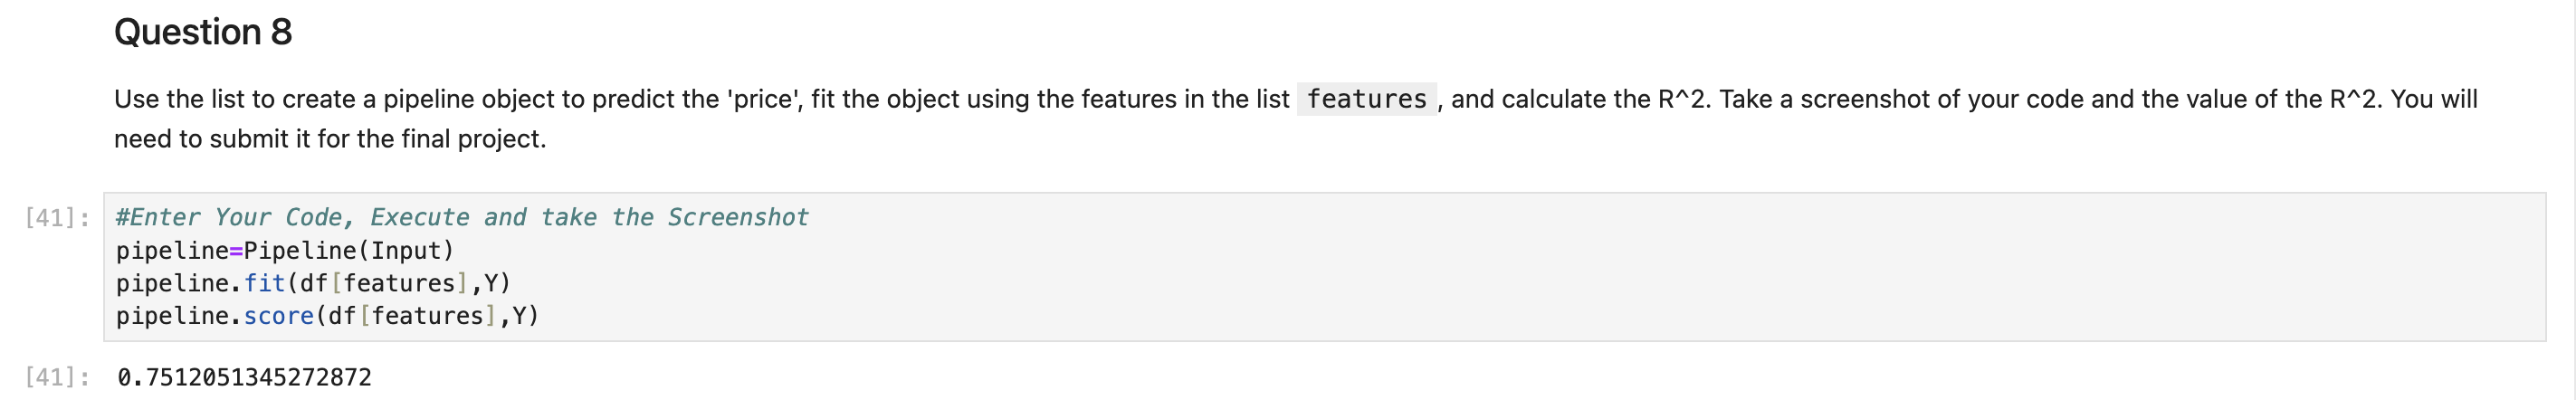 Question 8
Use the list to create a pipeline object to predict the 'price', fit the object using the features in the list features , and calculate the R^2. Take a screenshot of your code and the value of the R^2. You will
need to submit it for the final project.
[41]: #Enter Your Code, Execute and take the Screenshot
pipeline=Pipeline(Input)
pipeline.fit(df[features],Y)
pipeline.score(df[features],Y)
[41]: 0.7512051345272872